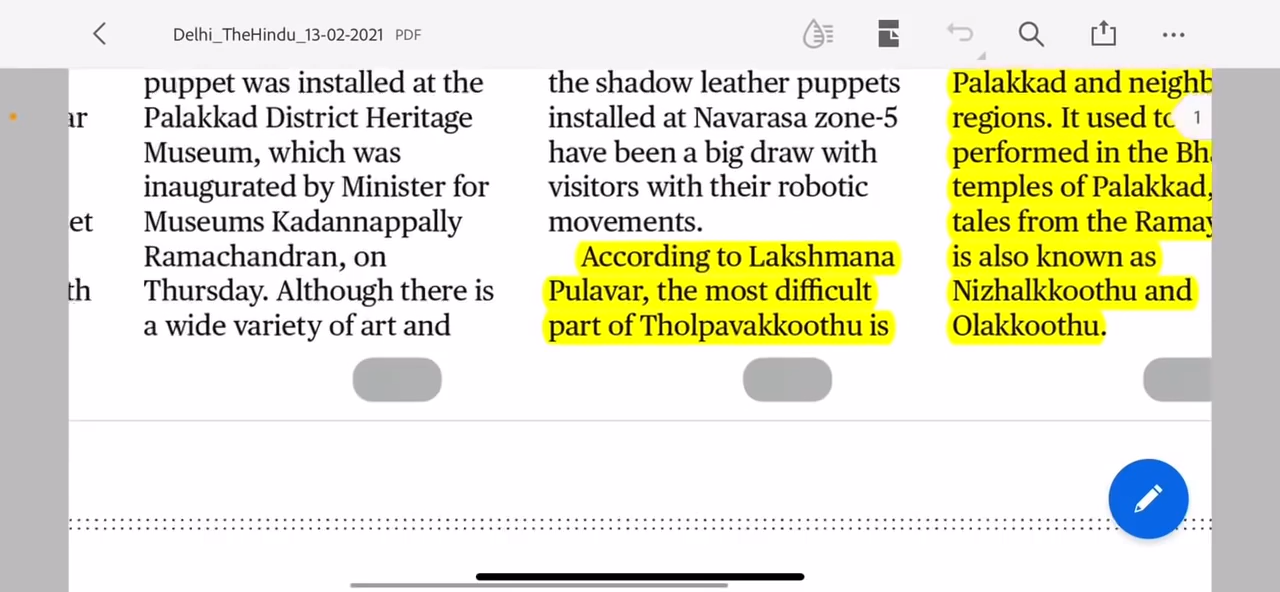 Delhi_TheHindu_13-02-2021 PDF
1
ar
et
th
puppet was installed at the
Palakkad District Heritage
Museum, which was
inaugurated by Minister for
Museums Kadannappally
Ramachandran, on
Thursday. Although there is
a wide variety of art and
the shadow leather puppets
installed at Navarasa zone-5
have been a big draw with
visitors with their robotic
movements.
According to Lakshmana
Pulavar, the most difficult
part of Tholpavakkoothu is
Palakkad and neighb
regions. It used to
performed in the Bh
temples of Palakkad,
tales from the Ramay
is also known as
Nizhalkkoothu and
Olakkoothu.